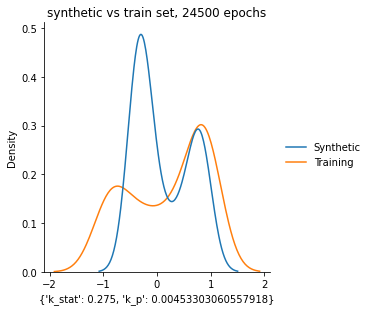 synthetic vs train set, 24500 epochs
0.5
0.4
0.3
0.2
0.1
0.0
Density
−2
−1
0
1
2
{'k_stat': 0.275, 'k_p': 0.00453303060557918}
Synthetic
Training